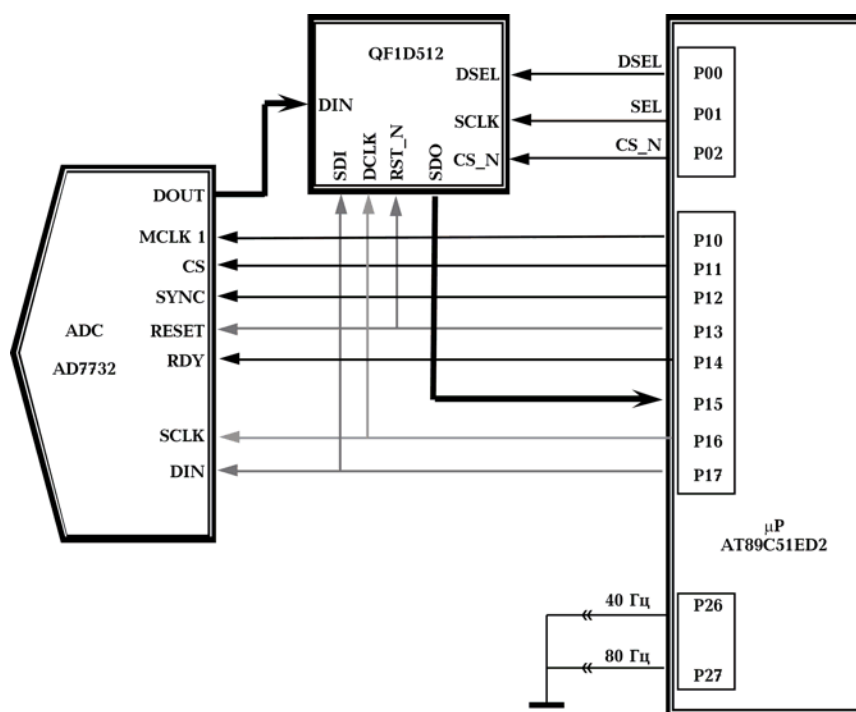 QF1D512
DSEL
DIN
SCLK
CS_N
SDI
DCLK
RST_N
SDO
DSEL
SEL
CS_N
P00
P01
P02
DOUT
MCLK 1
CS
SYNC
RESET
RDY
SCLK
DIN
ADC
AD7732
P10
P11
P12
P13
P14
P15
P16
P17
μP
AT89C51ED2
40 Гц
P26
80 Гц
P27